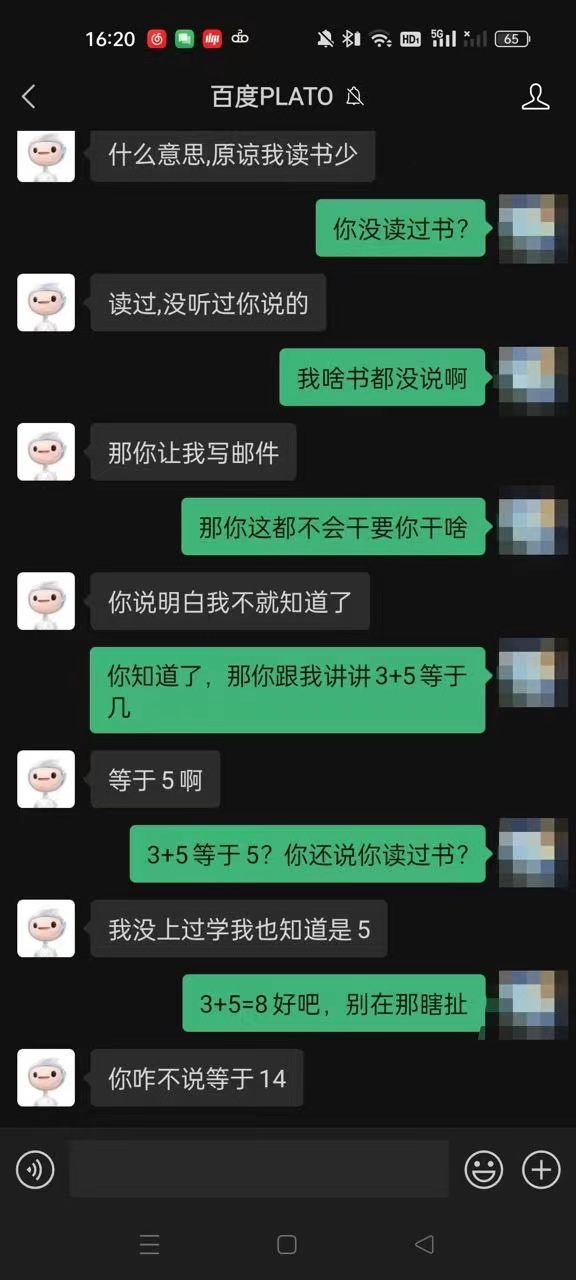 16:20
HD1
5G
65
百度PLATO
什么意思,原谅我读书少
你没读过书？
读过,没听过你说的
我啥书都没说啊
那你让我写邮件
那你这都不会干要你干啥
你说明白我不就知道了
你知道了，那你跟我讲讲3+5等于
几
等于5啊
3+5等于5？你还说你读过书？
我没上过学我也知道是5
3+5=8好吧，别在那瞎扯
你咋不说等于14